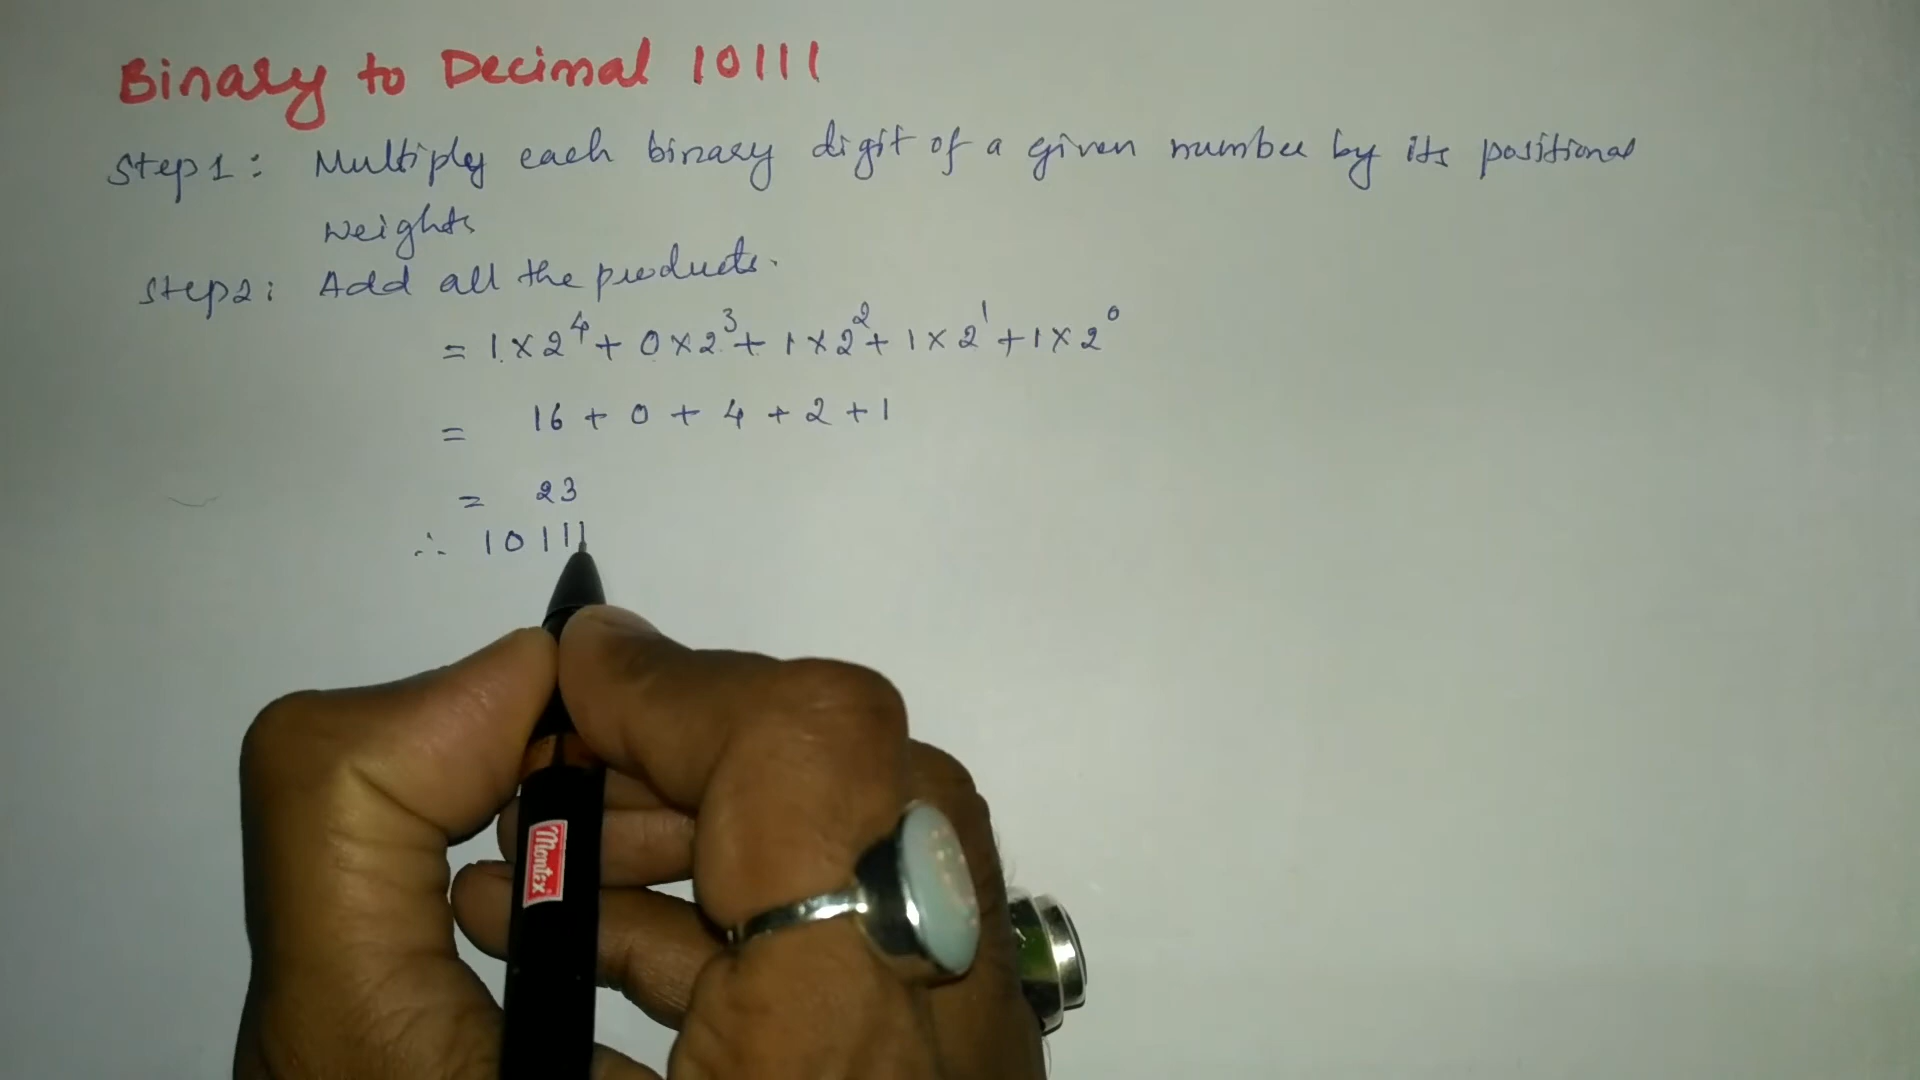 Binary to Decimal 10111
Step 1: Multiply each binary digit of a given number by its positional
weights
Step 2: Add all the products.
= 1 × 2⁴ + 0 × 2³ + 1 × 2² + 1 × 2¹ + 1 × 2⁰
= 16 + 0 + 4 + 2 + 1
= 23
∴ 10111
Montex